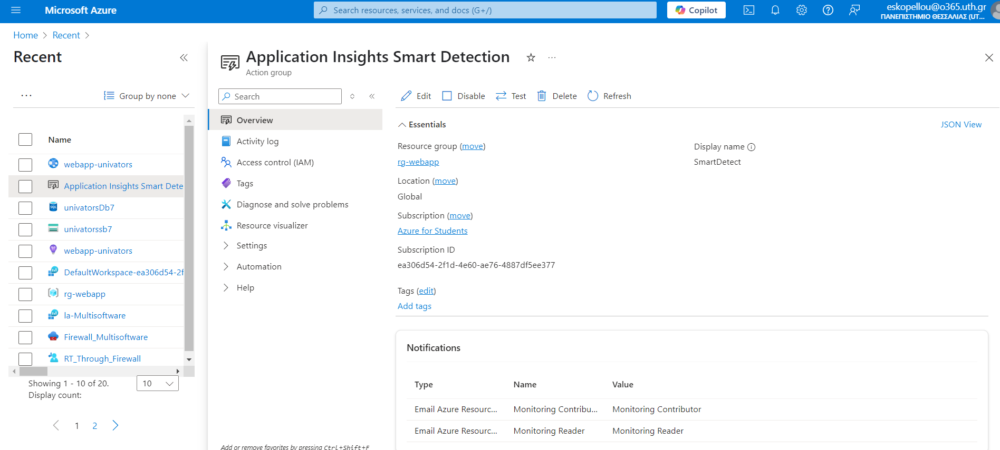 Microsoft Azure
Search resources, services, and docs (G+/)
Copilot
eskopellou@o365.uth.gr
ΠΑΝΕΠΙΣΤΗΜΙΟ ΘΕΣΣΑΛΙΑΣ (UT...
Home > Recent >
Recent
Group by none
Name
webapp-univators
Application Insights Smart Dete
univatorsDb7
univatorssb7
webapp-univators
DefaultWorkspace-ea306d54-2f
rg-webapp
la-Multisoftware
Firewall_Multisoftware
RT_Through_Firewall
Showing 1 - 10 of 20.
Display count:
10
1 2
Application Insights Smart Detection
Action group
Search
Overview
Activity log
Access control (IAM)
Tags
Diagnose and solve problems
Resource visualizer
Settings
Automation
Help
Add or remove favorites by pressing Ctrl+Shift+F
Edit Disable Test Delete Refresh
Essentials
JSON View
Resource group (move)
rg-webapp
Location (move)
Global
Subscription (move)
Azure for Students
Subscription ID
ea306d54-2f1d-4e60-ae76-4887df5ee377
Tags (edit)
Add tags
Display name
SmartDetect
Notifications
Type Name Value
Email Azure Resourc... Monitoring Contribu... Monitoring Contributor
Email Azure Resourc... Monitoring Reader Monitoring Reader